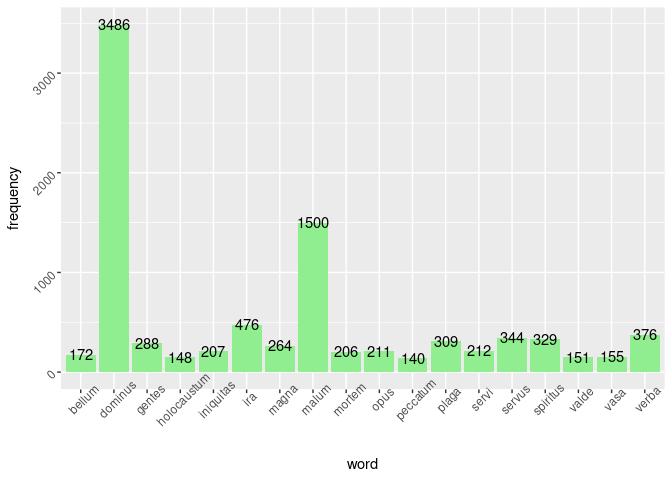 3486
1500
476
376
344
329
309
288
264
172
148
207
206
211
140
212
151
155
frequency
3000
2000
1000
0
bellum
dominus
gentes
holocaustum
iniquitas
ira
magna
malum
mortem
opus
peccatum
plaga
servi
servus
spiritus
valde
vasa
verba
word